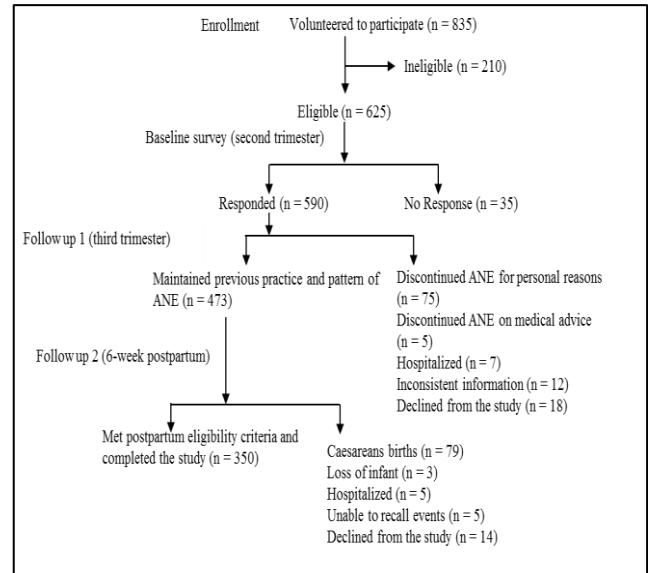 Enrollment Volunteered to participate (n = 835)
Ineligible (n = 210)
Eligible (n = 625)
Baseline survey (second trimester)
Responded (n = 590) No Response (n = 35)
Follow up 1 (third trimester)
Maintained previous practice and pattern of
ANE (n = 473)
Discontinued ANE for personal reasons
(n = 75)
Discontinued ANE on medical advice
(n = 5)
Hospitalized (n = 7)
Inconsistent information (n = 12)
Declined from the study (n = 18)
Follow up 2 (6-week postpartum)
Met postpartum eligibility criteria and
completed the study (n = 350)
Caesareans births (n = 79)
Loss of infant (n = 3)
Hospitalized (n = 5)
Unable to recall events (n = 5)
Declined from the study (n = 14)